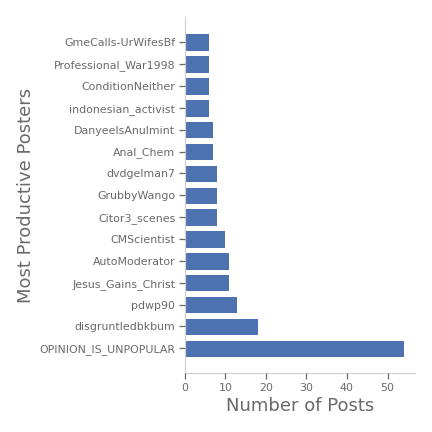 GmeCalls-UrWifesBf
Professional_War1998
ConditionNeither
indonesian_activist
DanyeelsAnulmint
Anal_Chem
dvdgelman7
GrubbyWango
Citor3_scenes
CMScientist
AutoModerator
Jesus_Gains_Christ
pdwp90
disgruntledbkbum
OPINION_IS_UNPOPULAR
Most Productive Posters
0 10 20 30 40 50
Number of Posts